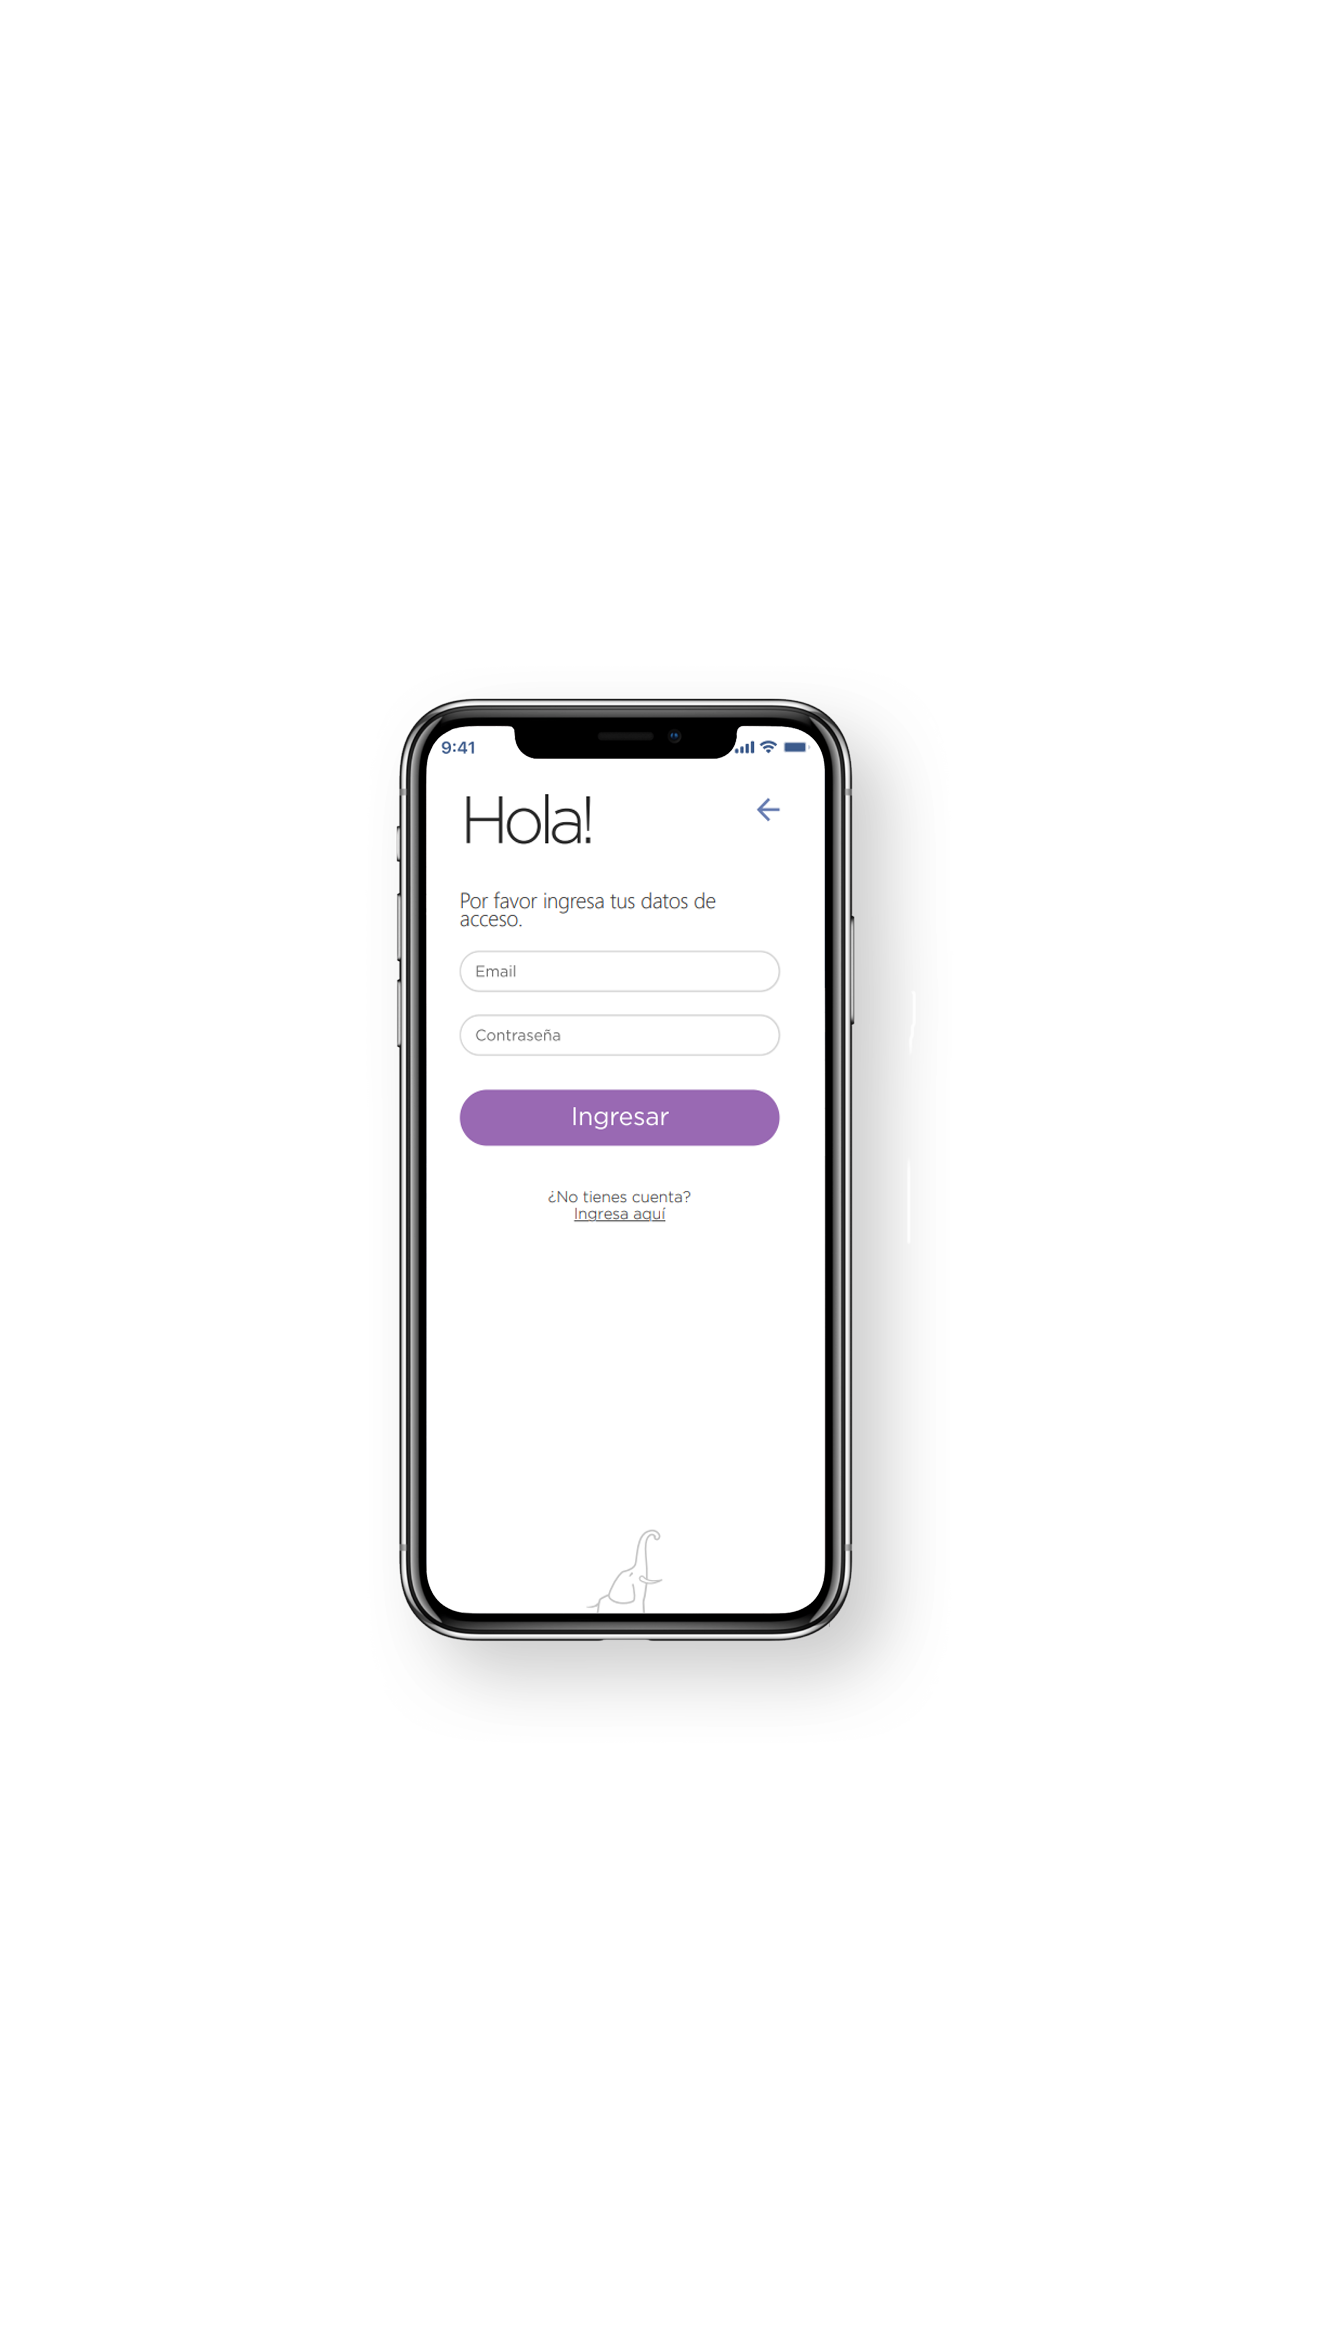 9:41
Hola!
Por favor ingresa tus datos de
acceso.
Email
Contraseña
Ingresar
¿No tienes cuenta?
Ingresa aquí